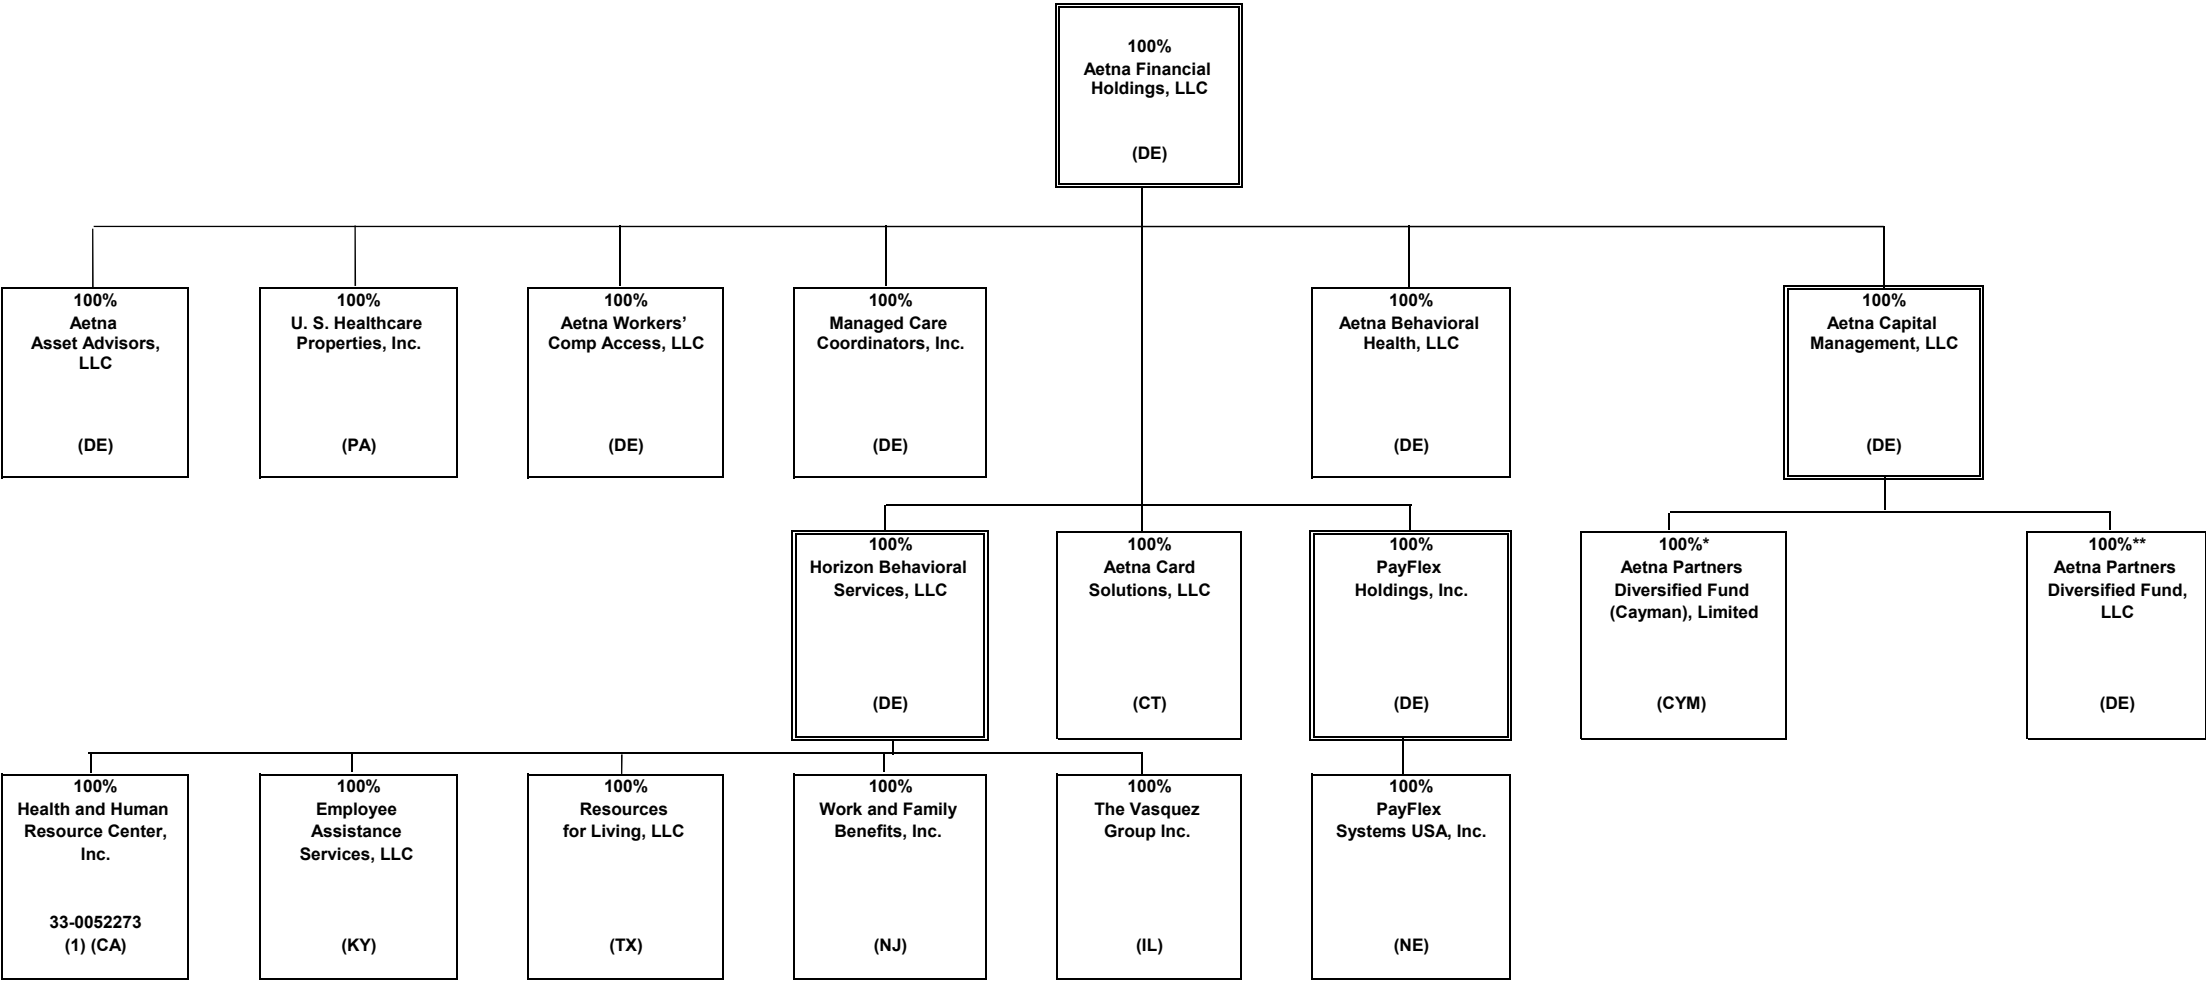 100%
Aetna Financial
Holdings, LLC
(DE)
100%
Aetna
Asset Advisors,
LLC
(DE)
100%
U. S. Healthcare
Properties, Inc.
(PA)
100%
Aetna Workers’
Comp Access, LLC
(DE)
100%
Managed Care
Coordinators, Inc.
(DE)
100%
Aetna Behavioral
Health, LLC
(DE)
100%
Aetna Capital
Management, LLC
(DE)
100%
Horizon Behavioral
Services, LLC
(DE)
100%
Aetna Card
Solutions, LLC
(CT)
100%
PayFlex
Holdings, Inc.
(DE)
100%*
Aetna Partners
Diversified Fund
(Cayman), Limited
(CYM)
100%**
Aetna Partners
Diversified Fund,
LLC
(DE)
100%
Health and Human
Resource Center,
Inc.
33-0052273
(1) (CA)
100%
Employee
Assistance
Services, LLC
(KY)
100%
Resources
for Living, LLC
(TX)
100%
Work and Family
Benefits, Inc.
(NJ)
100%
The Vasquez
Group Inc.
(IL)
100%
PayFlex
Systems USA, Inc.
(NE)